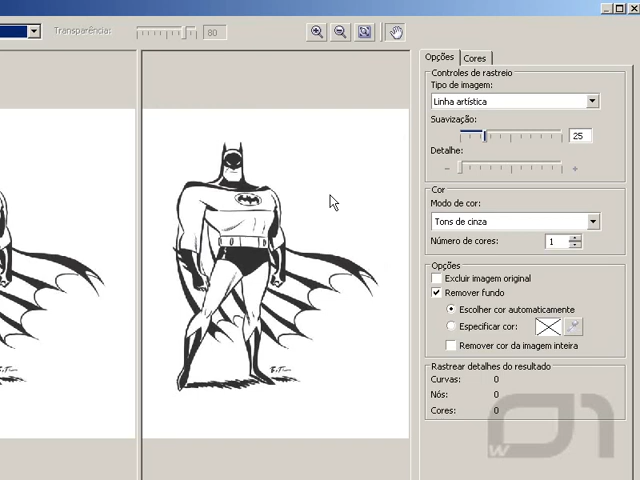 Transparência:
80
Opções
Cores
Controles de rastreio
Tipo de imagem:
Linha artística
Suavização:
25
Detalhe:
Cor
Modo de cor:
Tons de cinza
Número de cores:
1
Opções
Excluir imagem original
Remover fundo
Escolher cor automaticamente
Especificar cor:
Remover cor da imagem inteira
Rastrear detalhes do resultado
Curvas: 0
Nós: 0
Cores: 0